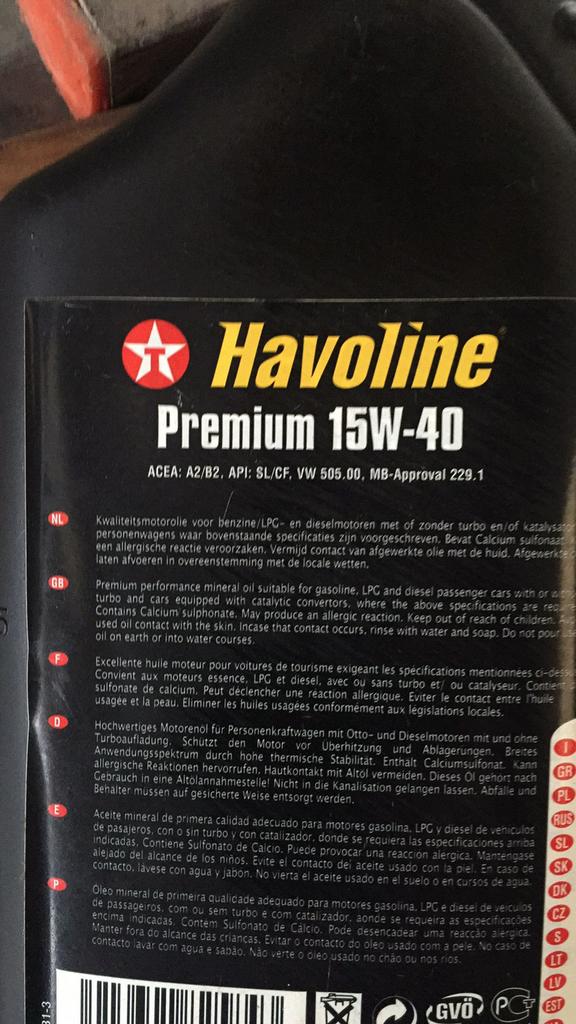 Havoline
Premium 15W-40
ACEA: A2/B2, API: SL/CF, VW 505.00, MB-Approval 229.1
NL
Kwaliteitsmotorolie voor benzine/LPG- en dieselmotoren met of zonder turbo en/of
personenwagens waar bovenstaande specificaties zijn voorgeschreven. Bevat Calcium sulfonaat
een allergische reactie veroorzaken. Vermijd contact van afgewerkte olie met de huid. Afgewerkte
laten afvoeren in overeenstemming met de locale wetten.
GB
Premium performance mineral oil suitable for gasoline, LPG and diesel passenger cars with or
turbo and cars equipped with catalytic convertors, where the above specifications are
Contains Calcium sulphonate. May produce an allergic reaction. Keep out of reach of children.
used oil contact with the skin. Incase that contact occurs, rinse with water and soap. Do not pour
oil on earth or into water courses.
F
Excellente huile moteur pour voitures de tourisme exigeant les spécifications mentionnées
Convient aux moteurs essence, LPG et diesel, avec ou sans turbo et/ ou catalyseur. Contient
sulfonate de calcium. Peut déclencher une réaction allergique. Eviter le contact entre l'huile
usagée et la peau. Eliminer les huiles usagées conformément aux législations locales.
D
Hochwertiges Motorenöl für Personenkraftwagen mit Otto- und Dieselmotoren mit und ohne
Turboaufladung. Schützt den Motor vor Überhitzung und Ablagerungen. Breites
Anwendungsspektrum durch hohe thermische Stabilität. Enthält Calciumsulfonat. Kann
allergische Reaktionen hervorrufen. Hautkontakt mit Altöl vermeiden. Dieses Öl gehört nach
Gebrauch in eine Altölannahmestelle! Nicht in die Kanalisation gelangen lassen. Abfälle und
Behälter müssen auf gesicherte Weise entsorgt werden.
E
Aceite mineral de primera calidad adecuado para motores gasolina, LPG y diesel de vehiculos
de pasajeros, con o sin turbo y con catalizador, donde se requiera las especificaciones arriba
indicadas. Contiene Sulfonato de Calcio. Puede provocar una reacción alergica. Mantengase
alejado del alcance de los niños. Evite el contacto del aceite usado con la piel. En caso de
contacto, lávese con agua y jabón. No vierta el aceite usado en el suelo o en cursos de agua.
P
Óleo mineral de primeira qualidade adequado para motores gasolina, LPG e diesel de veiculos
de passageiros, com ou sem turbo e com catalizador, aonde se requeira as especificações
encima indicadas. Contem Sulfonato de Cálcio. Pode desencadear uma reacção alergica.
Manter fora do alcance das crianças. Evitar o contacto do óleo usado com a pele. No caso de
contacto lavar com agua e sabão. Não verte o óleo usado no chão ou nos rios.
I
GR
PL
RUS
SL
SK
DK
CZ
S
LT
LV
EST
31-3
GVÖ